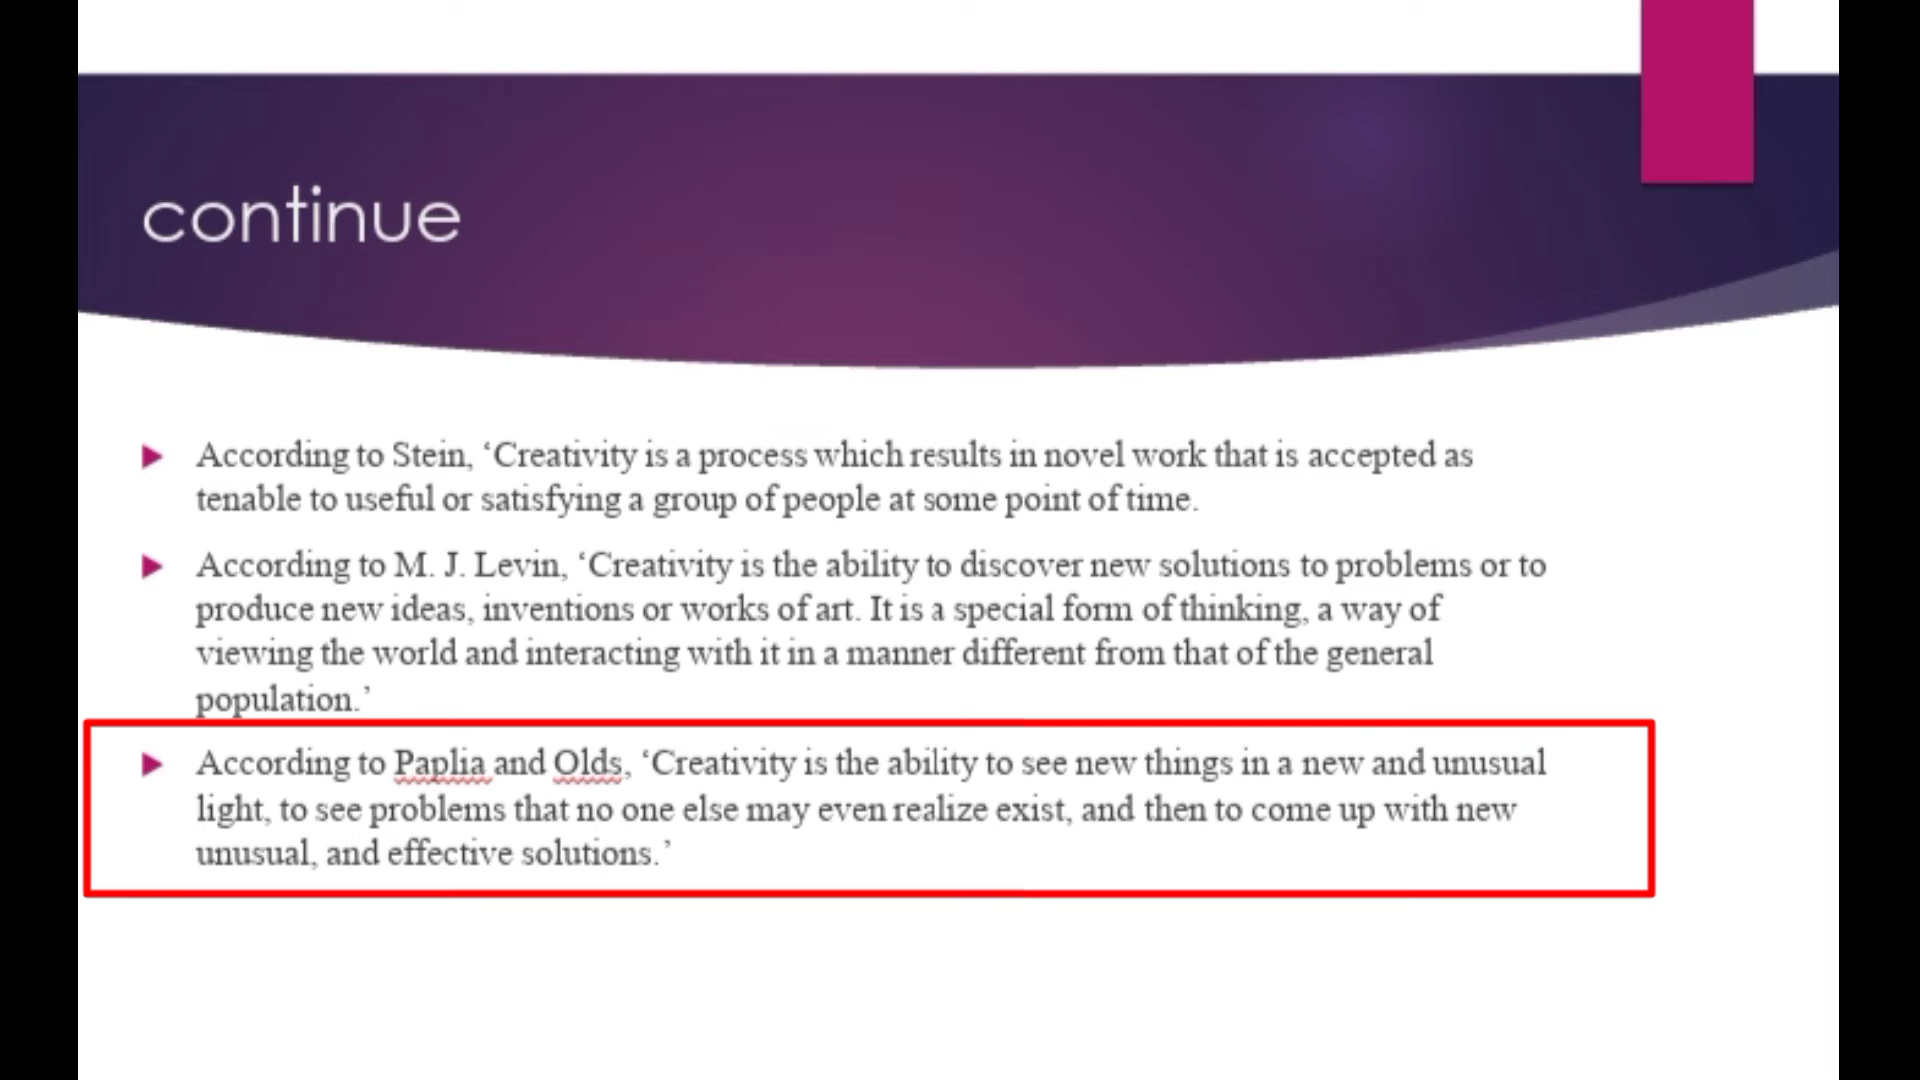 continue
According to Stein, ‘Creativity is a process which results in novel work that is accepted as
tenable to useful or satisfying a group of people at some point of time.
According to M. J. Levin, ‘Creativity is the ability to discover new solutions to problems or to
produce new ideas, inventions or works of art. It is a special form of thinking, a way of
viewing the world and interacting with it in a manner different from that of the general
population.’
According to Paplia and Olds, ‘Creativity is the ability to see new things in a new and unusual
light, to see problems that no one else may even realize exist, and then to come up with new
unusual, and effective solutions.’